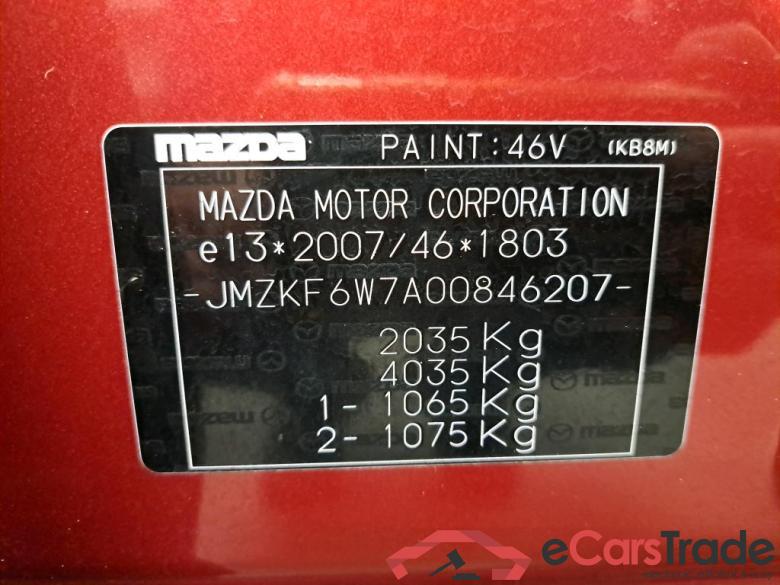 mazda PAINT:46V (KB8M)
MAZDA MOTOR CORPORATION
e13*2007/46*1803
-JMZKF6W7A00846207-
2035 Kg
4035 Kg
1- 1065 Kg
2- 1075 Kg
eCarsTrade